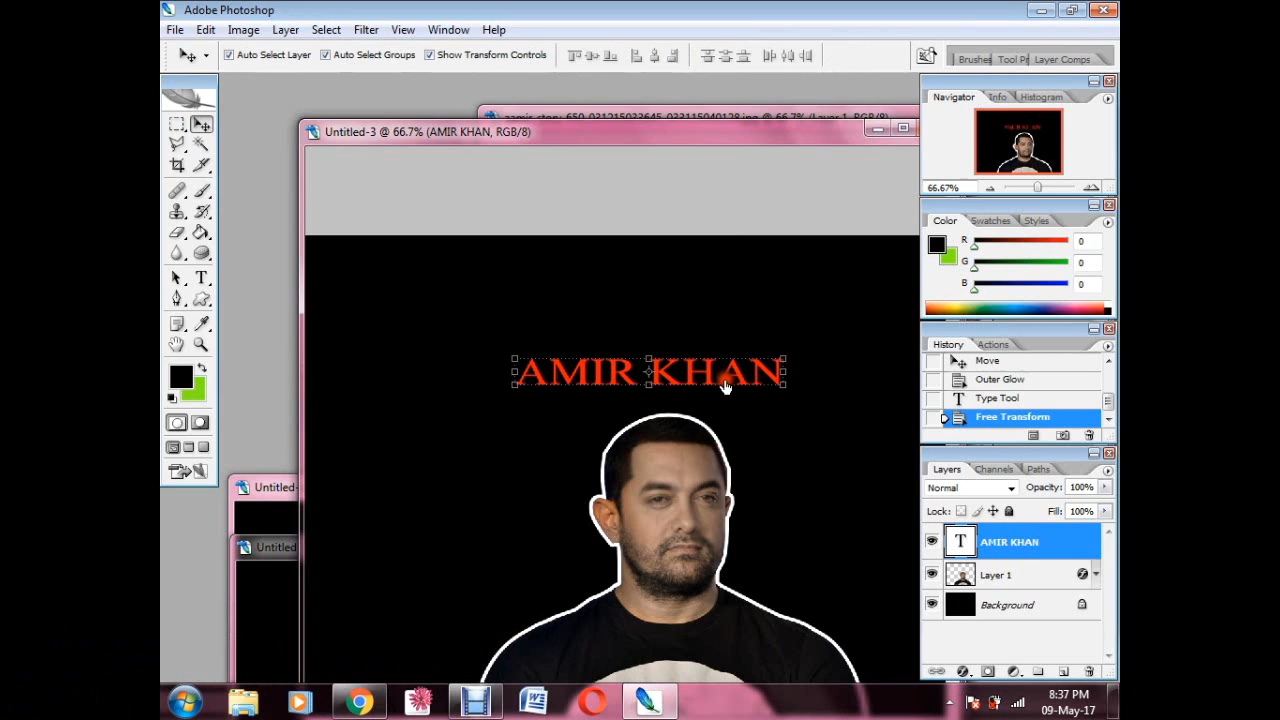 Adobe Photoshop
File Edit Image Layer Select Filter View Window Help
Auto Select Layer Auto Select Groups Show Transform Controls
Brushes Tool Pr Layer Comps
Navigator Info Histogram
66.67%
Color Swatches Styles
R 0
G 0
B 0
History Actions
Move
Outer Glow
Type Tool
Free Transform
Layers Channels Paths
Normal Opacity: 100%
Lock: Fill: 100%
T AMIR KHAN
Layer 1
Background
Untitled-3 @ 66.7% (AMIR KHAN, RGB/8)
AMIR KHAN
Untitled-
Untitled
8:37 PM
09-May-17